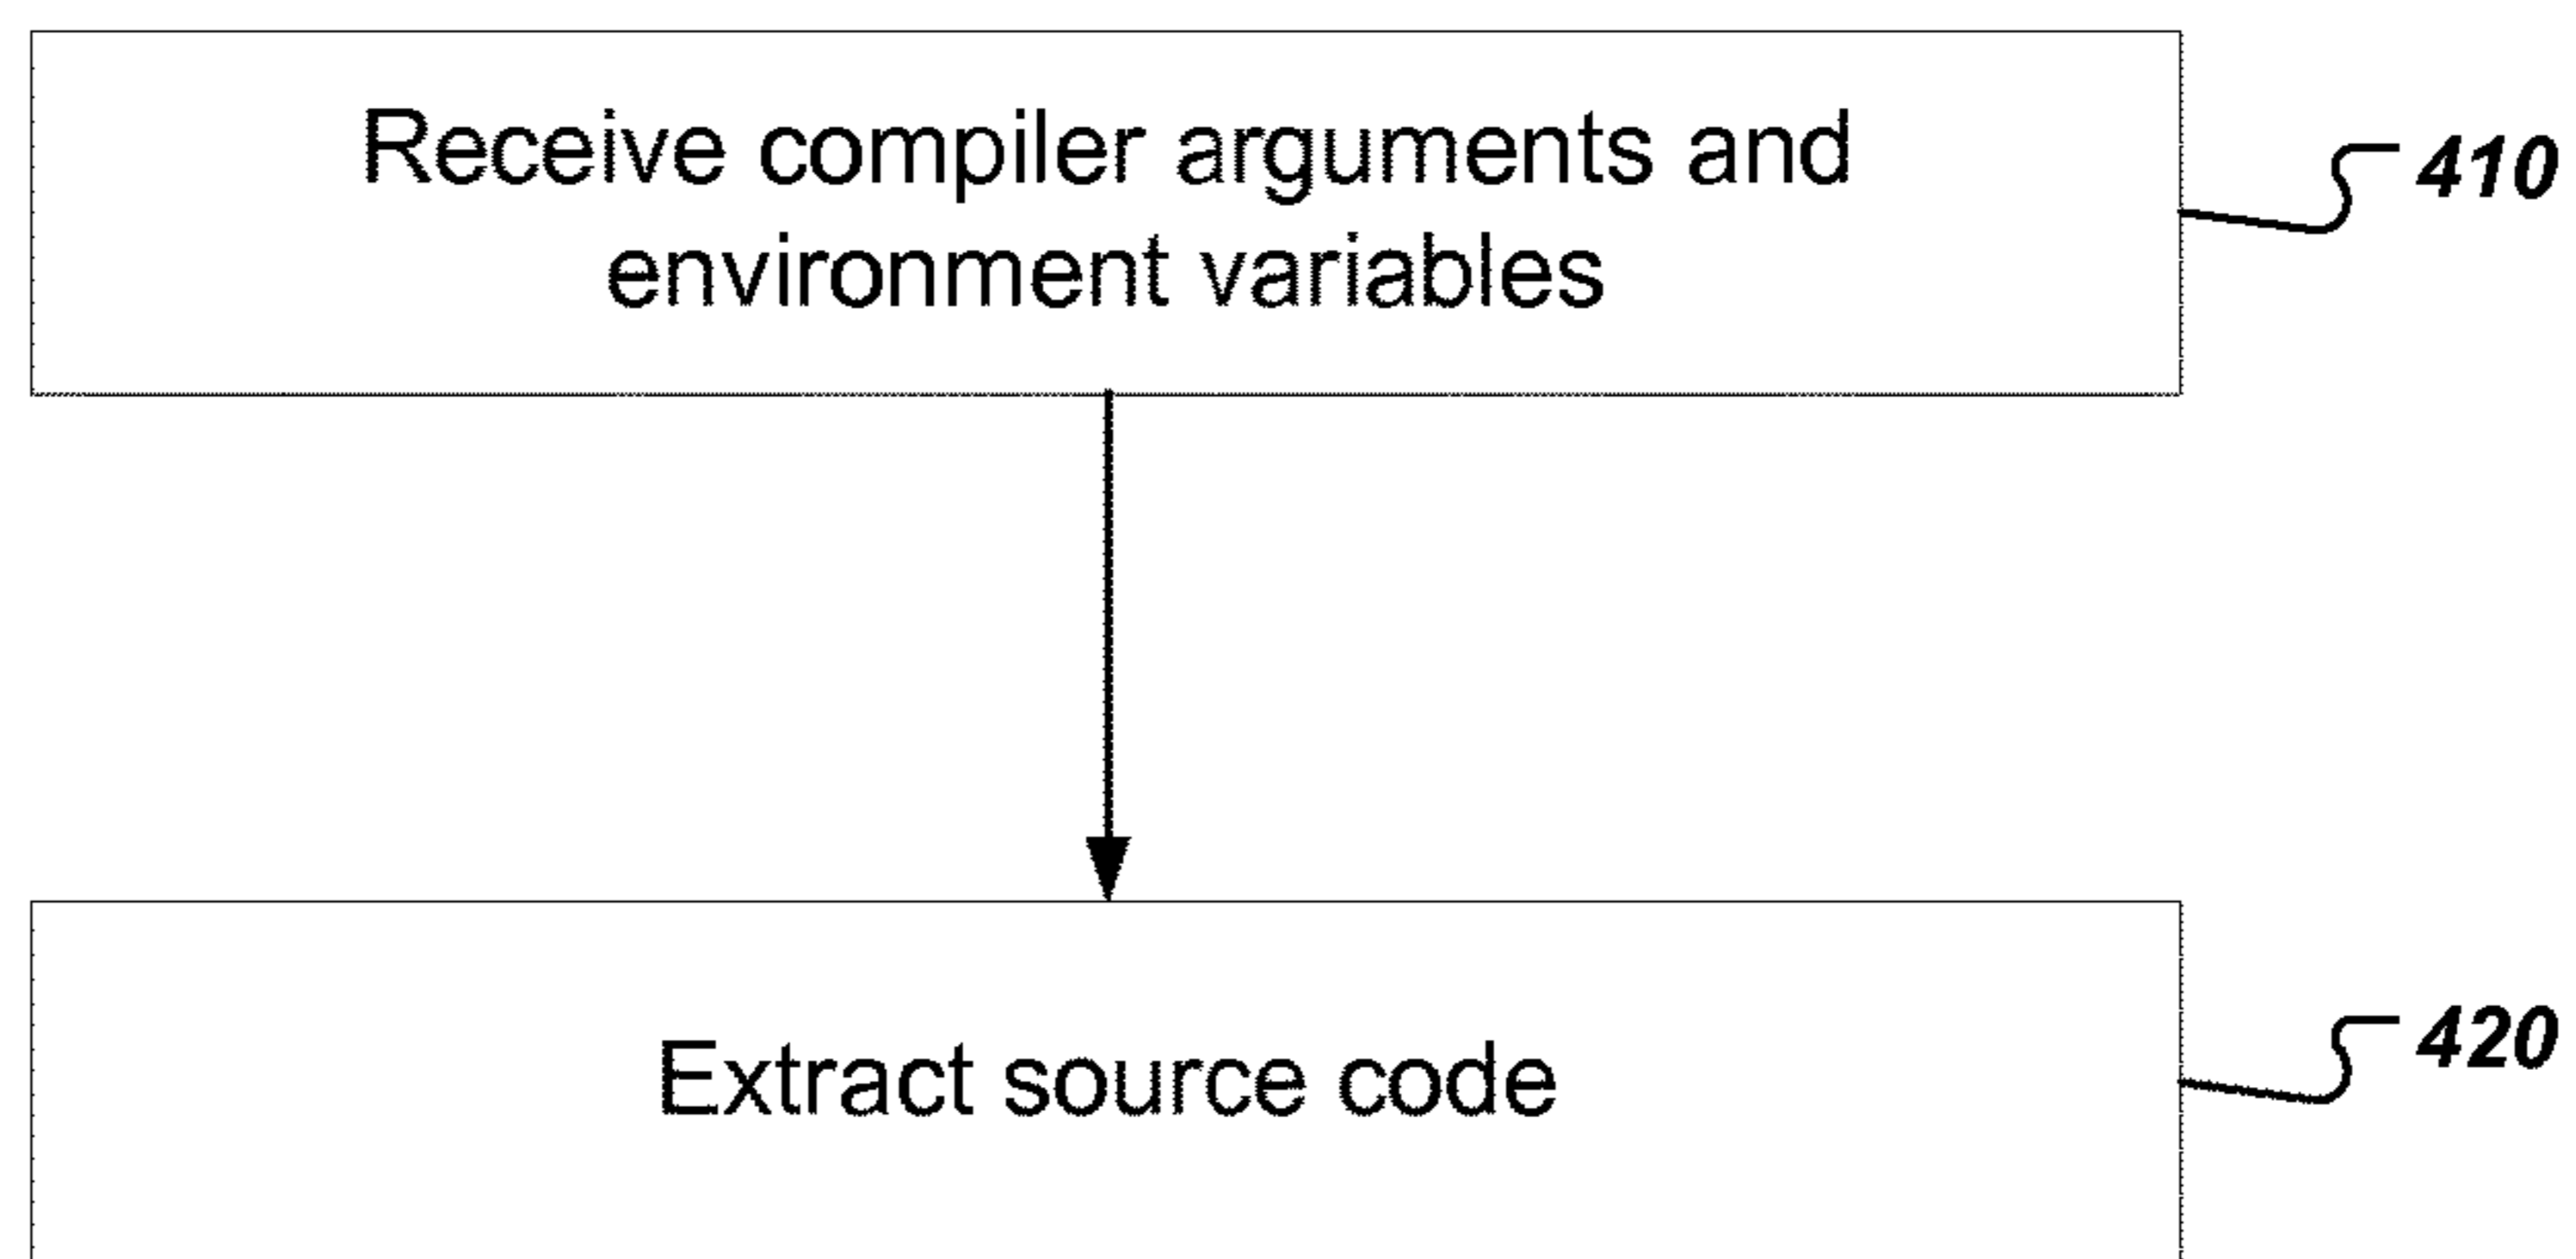 Receive compiler arguments and
environment variables
410
Extract source code
420